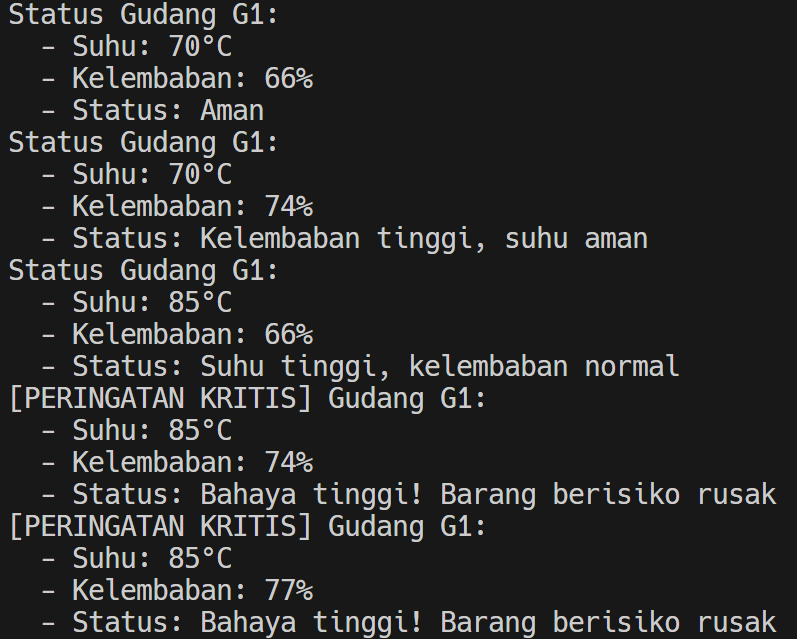 Status Gudang G1:
  - Suhu: 70°C
  - Kelembaban: 66%
  - Status: Aman
Status Gudang G1:
  - Suhu: 70°C
  - Kelembaban: 74%
  - Status: Kelembaban tinggi, suhu aman
Status Gudang G1:
  - Suhu: 85°C
  - Kelembaban: 66%
  - Status: Suhu tinggi, kelembaban normal
[PERINGATAN KRITIS] Gudang G1:
  - Suhu: 85°C
  - Kelembaban: 74%
  - Status: Bahaya tinggi! Barang berisiko rusak
[PERINGATAN KRITIS] Gudang G1:
  - Suhu: 85°C
  - Kelembaban: 77%
  - Status: Bahaya tinggi! Barang berisiko rusak